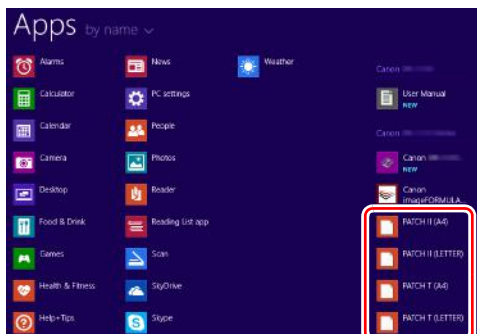 Apps by name
Alarms
Calculator
Calendar
Camera
Desktop
Food & Drink
Games
Health & Fitness
Help+Tips
News
PC settings
People
Photos
Reader
Reading List app
Scan
SkyDrive
Skype
Weather
Canon
User Manual
NEW
Canon
Canon
NEW
Canon
imageFORMULA
PATCH II (A4)
PATCH II (LETTER)
PATCH T (A4)
PATCH T (LETTER)